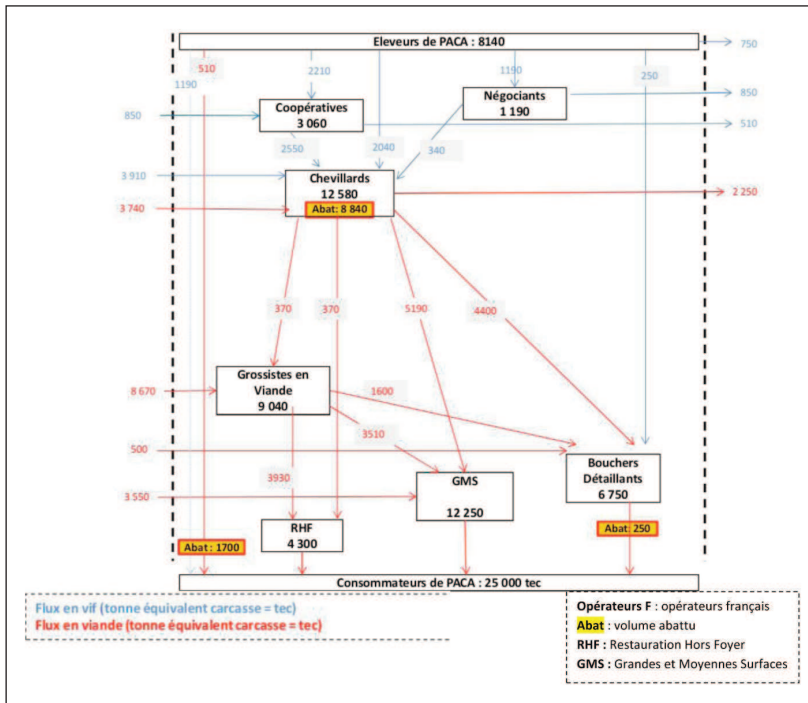 Eleveurs de PACA : 8140
750
510
2210
1190
250
1190
Coopératives
3 060
Négociants
1 190
850
850
510
2550
2040
340
3 910
Chevillards
12 580
Abat: 8 840
3 740
2 250
370
370
5190
4400
Grossistes en
Viande
9 040
8 670
1600
3510
500
3930
Bouchers
Détaillants
6 750
GMS
12 250
3 550
RHF
4 300
Abat : 1700
Abat: 250
Consommateurs de PACA : 25 000 tec
Flux en vif (tonne équivalent carcasse = tec)
Flux en viande (tonne équivalent carcasse = tec)
Opérateurs F : opérateurs français
Abat : volume abattu
RHF : Restauration Hors Foyer
GMS : Grandes et Moyennes Surfaces